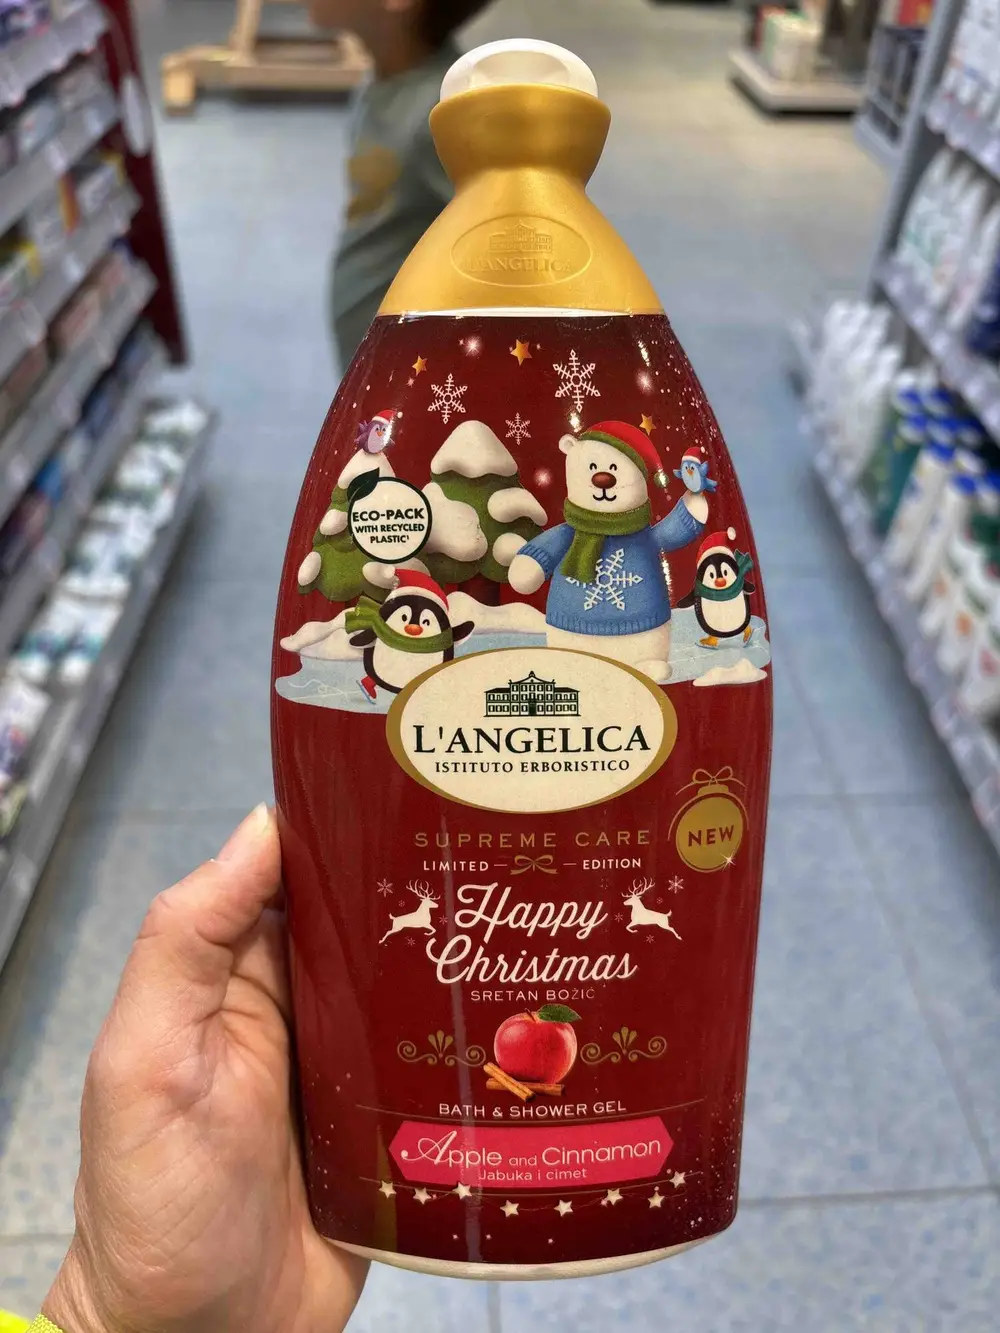 L'ANGELICA
ECO-PACK
WITH RECYCLED
PLASTIC¹
L'ANGELICA
ISTITUTO ERBORISTICO
SUPREME CARE
NEW
LIMITED EDITION
Happy
Christmas
SRETAN BOŽIĆ
BATH & SHOWER GEL
Apple and Cinnamon
Jabuka i cimet